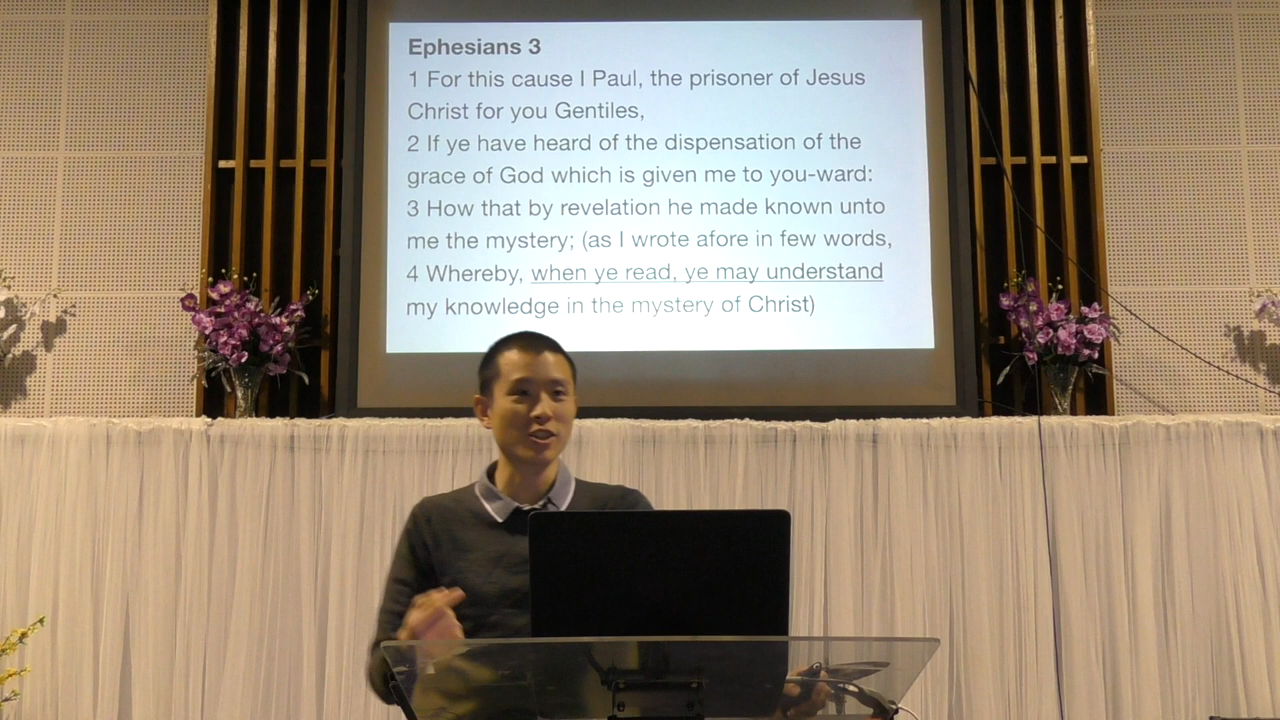 Ephesians 3
1 For this cause I Paul, the prisoner of Jesus
Christ for you Gentiles,
2 If ye have heard of the dispensation of the
grace of God which is given me to you-ward:
3 How that by revelation he made known unto
me the mystery; (as I wrote afore in few words,
4 Whereby, when ye read, ye may understand
my knowledge in the mystery of Christ)